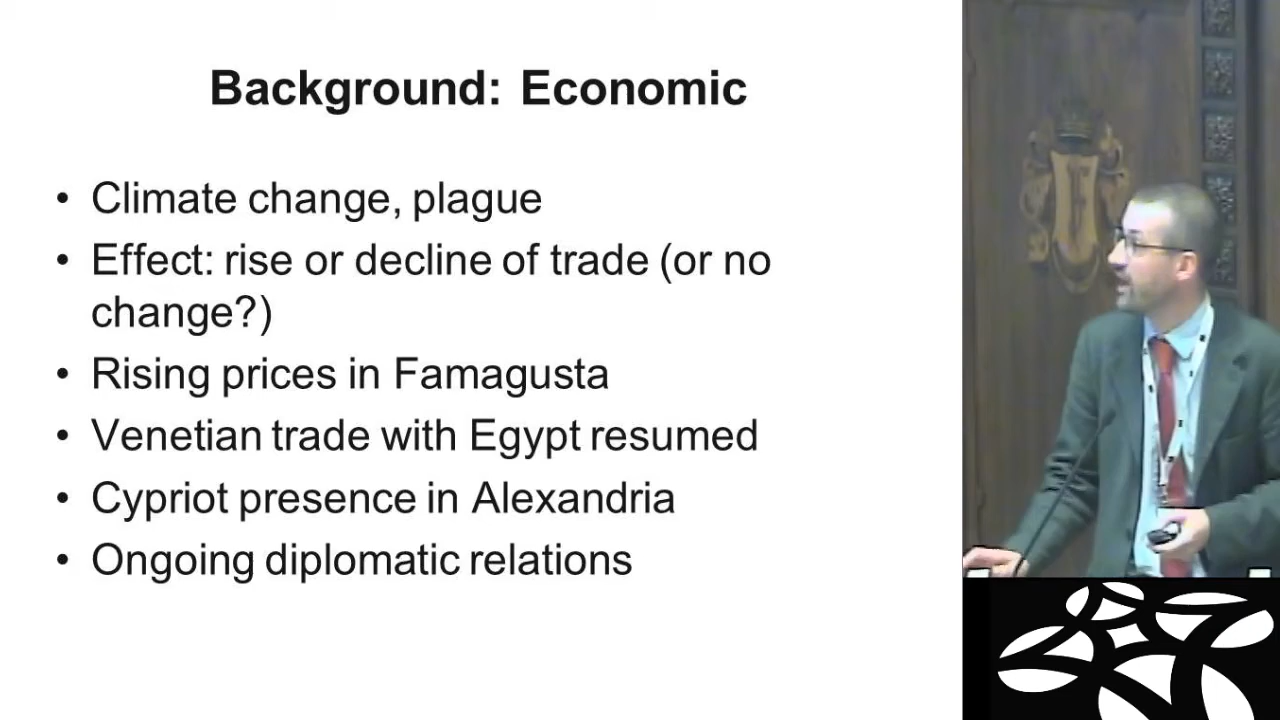 Background: Economic
• Climate change, plague
• Effect: rise or decline of trade (or no
change?)
• Rising prices in Famagusta
• Venetian trade with Egypt resumed
• Cypriot presence in Alexandria
• Ongoing diplomatic relations